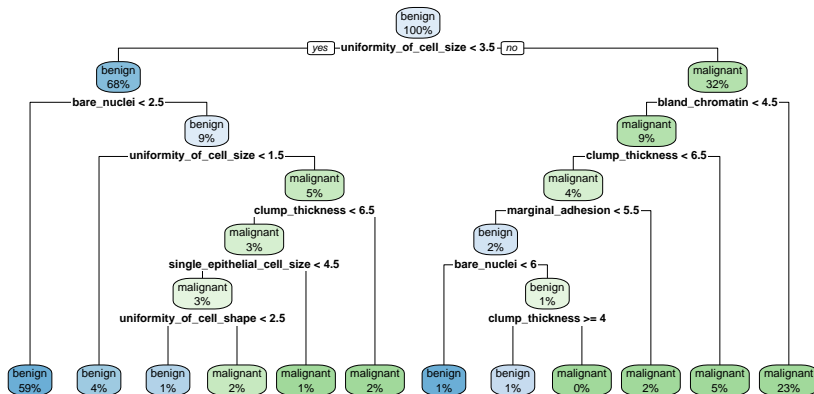 benign
100%
yes uniformity_of_cell_size < 3.5 no
benign
68%
malignant
32%
bare_nuclei < 2.5
bland_chromatin < 4.5
benign
9%
malignant
9%
uniformity_of_cell_size < 1.5
clump_thickness < 6.5
malignant
5%
malignant
4%
clump_thickness < 6.5
marginal_adhesion < 5.5
malignant
3%
benign
2%
single_epithelial_cell_size < 4.5
bare_nuclei < 6
malignant
3%
benign
1%
uniformity_of_cell_shape < 2.5
clump_thickness >= 4
benign
59%
benign
4%
benign
1%
malignant
2%
malignant
1%
malignant
2%
benign
1%
benign
1%
malignant
0%
malignant
2%
malignant
5%
malignant
23%